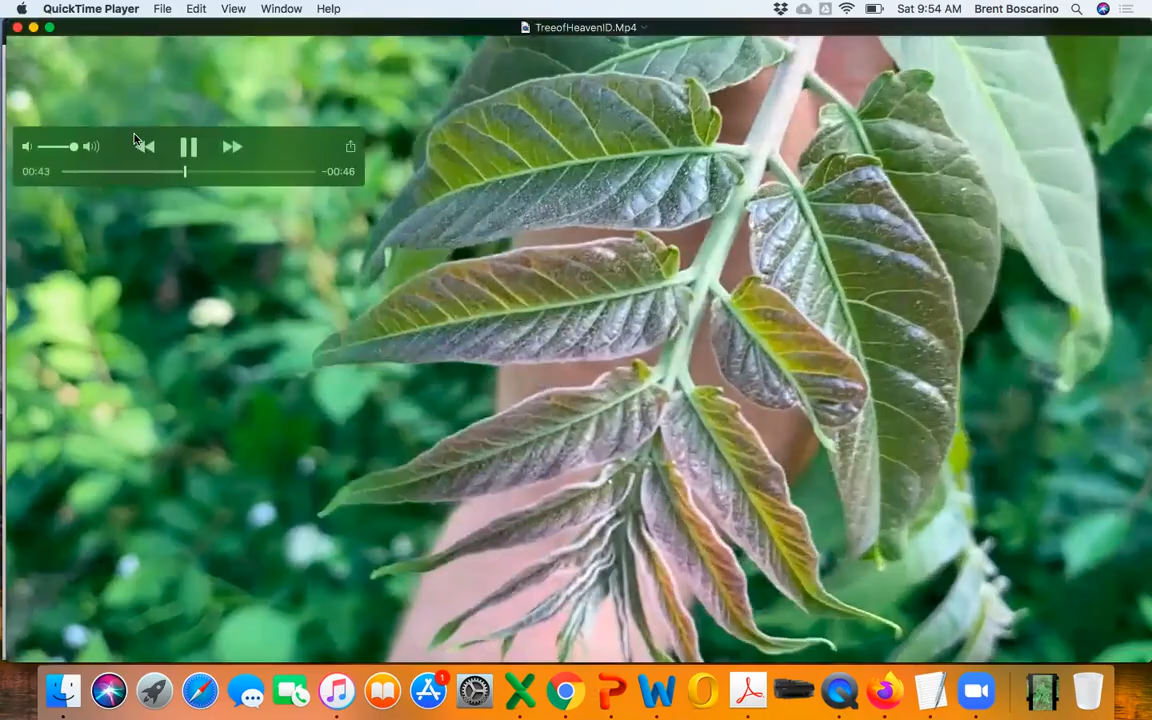 QuickTime Player File Edit View Window Help Sat 9:54 AM Brent Boscarino
TreeofHeavenID.Mp4
00:43 -00:46
1